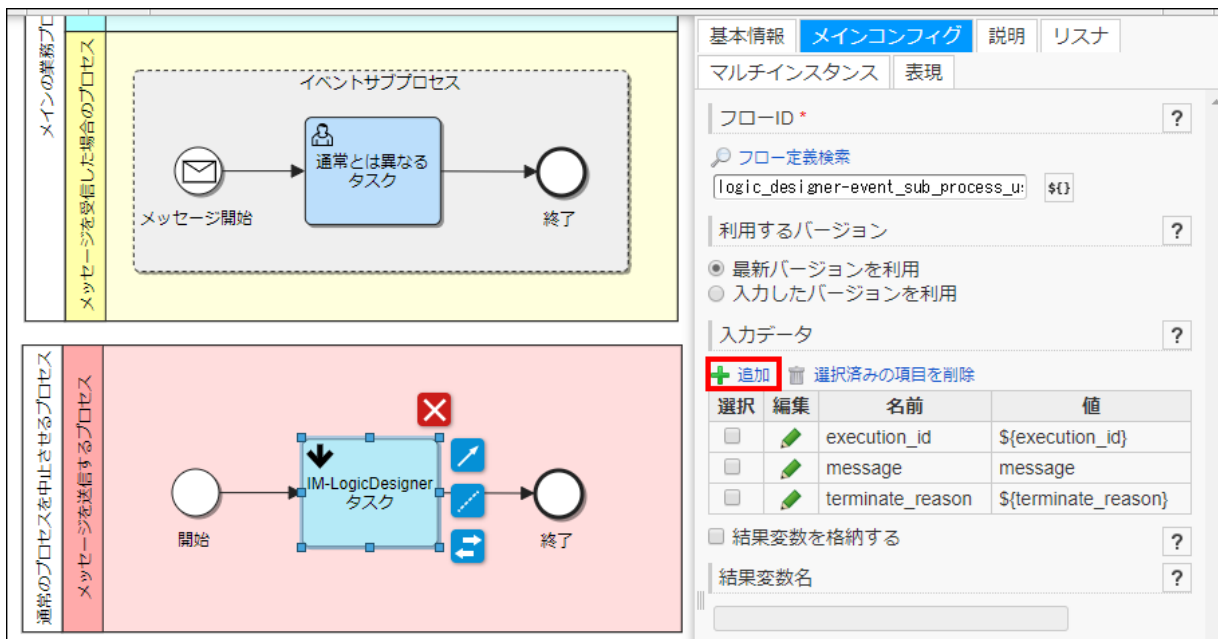 メインの業務プロ
メッセージを受信した場合のプロセス
イベントサブプロセス
メッセージ開始
通常とは異なる
タスク
終了
通常のプロセスを中止させるプロセス
メッセージを送信するプロセス
開始
IM-LogicDesigner
タスク
終了
基本情報 メインコンフィグ 説明 リスナ
マルチインスタンス 表現
フローID * ?
フロー定義検索
logic_designer-event_sub_process_u ${}
利用するバージョン ?
最新バージョンを利用
入力したバージョンを利用
入力データ ?
追加 選択済みの項目を削除
選択 編集 名前 値
execution_id ${execution_id}
message message
terminate_reason ${terminate_reason}
結果変数を格納する ?
結果変数名 ?